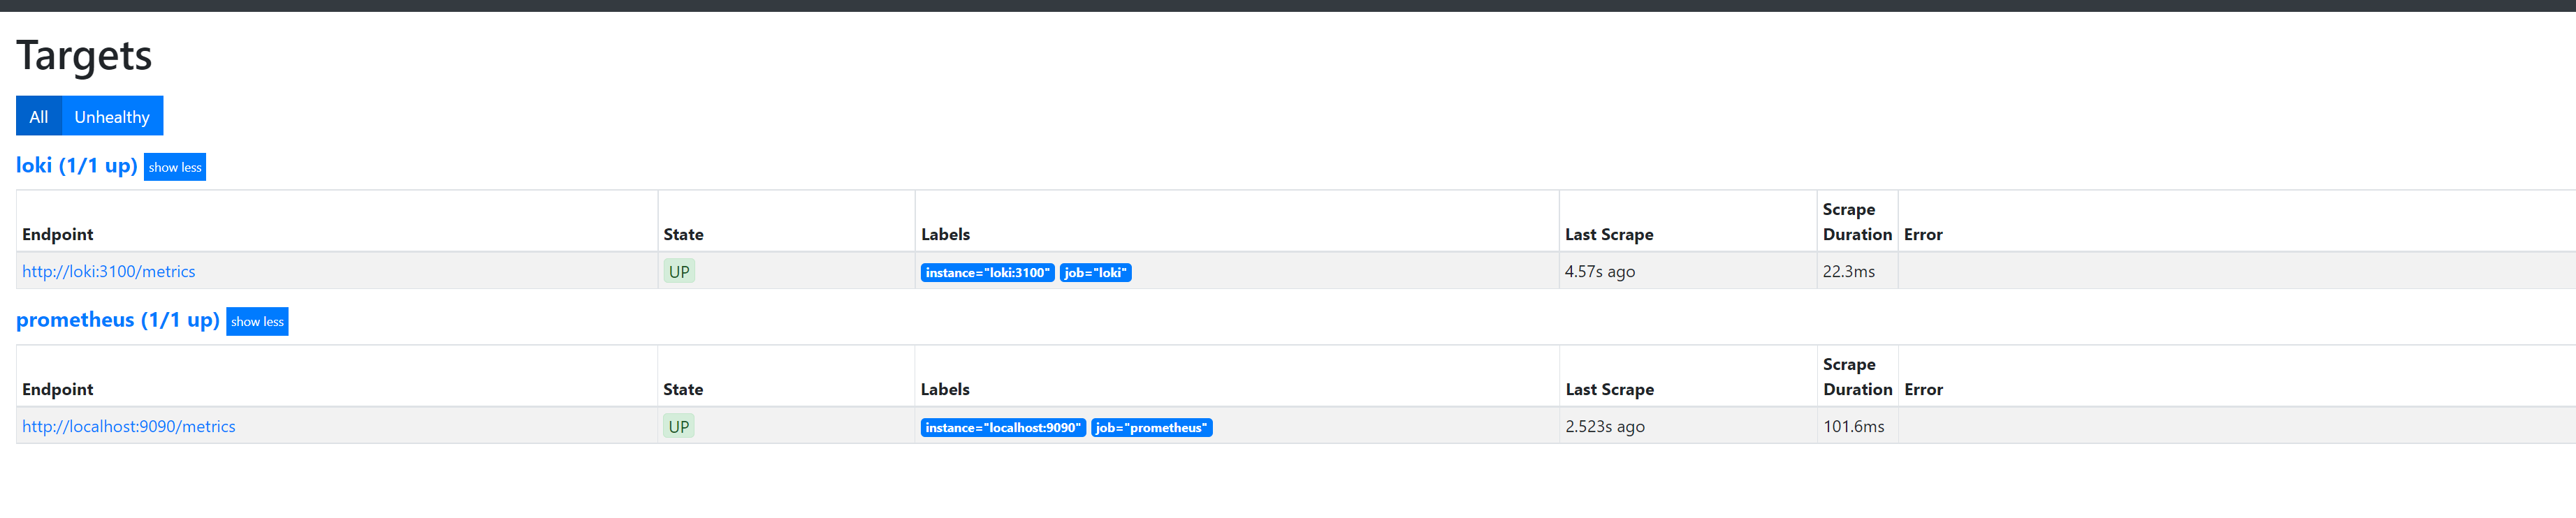 Targets
All Unhealthy
loki (1/1 up) show less
Endpoint State Labels Last Scrape Scrape Duration Error
http://loki:3100/metrics UP instance="loki:3100" job="loki" 4.57s ago 22.3ms
prometheus (1/1 up) show less
Endpoint State Labels Last Scrape Scrape Duration Error
http://localhost:9090/metrics UP instance="localhost:9090" job="prometheus" 2.523s ago 101.6ms